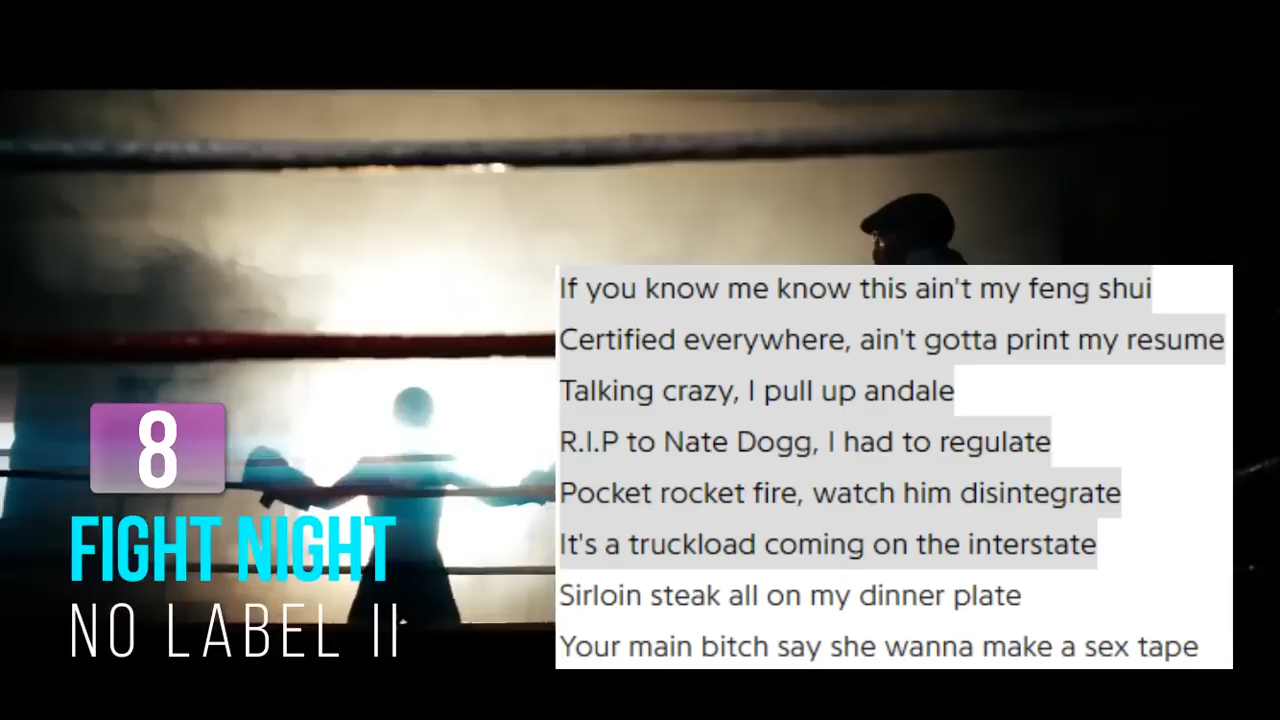 8
FIGHT NIGHT
NO LABEL II
If you know me know this ain't my feng shui
Certified everywhere, ain't gotta print my resume
Talking crazy, I pull up andale
R.I.P to Nate Dogg, I had to regulate
Pocket rocket fire, watch him disintegrate
It's a truckload coming on the interstate
Sirloin steak all on my dinner plate
Your main bitch say she wanna make a sex tape